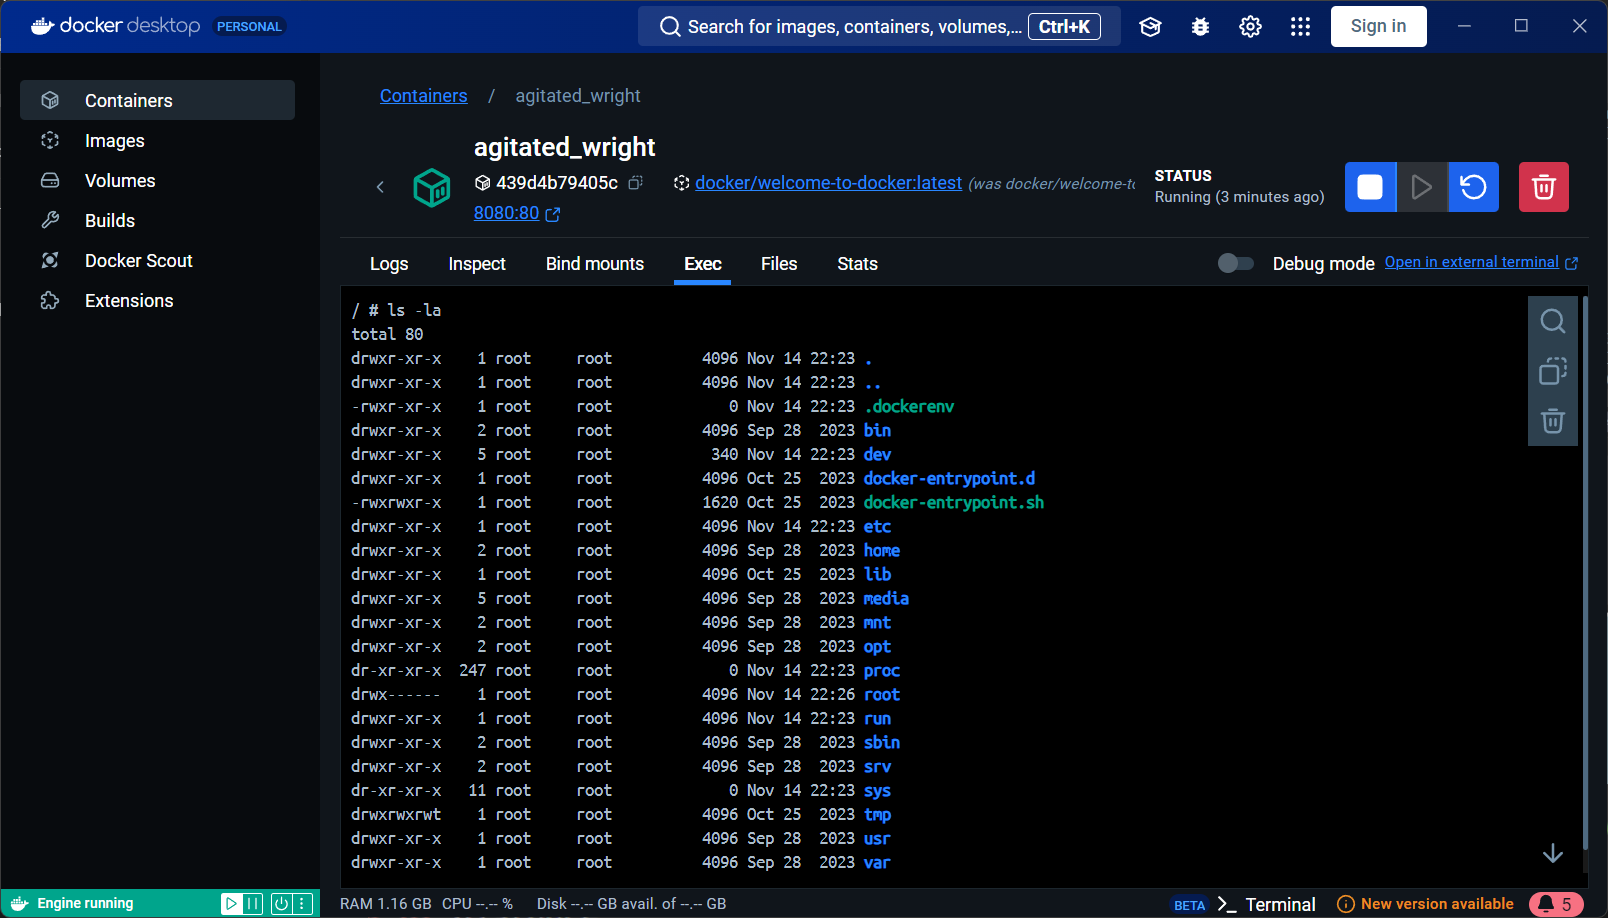 docker desktop PERSONAL
Search for images, containers, volumes,... Ctrl+K
Sign in
Containers
Images
Volumes
Builds
Docker Scout
Extensions
Containers / agitated_wright
agitated_wright
439d4b79405c docker/welcome-to-docker:latest (was docker/welcome-to
8080:80
STATUS
Running (3 minutes ago)
Logs Inspect Bind mounts Exec Files Stats
Debug mode Open in external terminal
/ # ls -la
total 80
drwxr-xr-x    1 root     root          4096 Nov 14 22:23 .
drwxr-xr-x    1 root     root          4096 Nov 14 22:23 ..
-rwxr-xr-x    1 root     root             0 Nov 14 22:23 .dockerenv
drwxr-xr-x    2 root     root          4096 Sep 28  2023 bin
drwxr-xr-x    5 root     root           340 Nov 14 22:23 dev
drwxr-xr-x    1 root     root          4096 Oct 25  2023 docker-entrypoint.d
-rwxrwxr-x    1 root     root          1620 Oct 25  2023 docker-entrypoint.sh
drwxr-xr-x    1 root     root          4096 Nov 14 22:23 etc
drwxr-xr-x    2 root     root          4096 Sep 28  2023 home
drwxr-xr-x    1 root     root          4096 Oct 25  2023 lib
drwxr-xr-x    5 root     root          4096 Sep 28  2023 media
drwxr-xr-x    2 root     root          4096 Sep 28  2023 mnt
drwxr-xr-x    2 root     root          4096 Sep 28  2023 opt
dr-xr-xr-x  247 root     root             0 Nov 14 22:23 proc
drwx------    1 root     root          4096 Nov 14 22:26 root
drwxr-xr-x    1 root     root          4096 Nov 14 22:23 run
drwxr-xr-x    2 root     root          4096 Sep 28  2023 sbin
drwxr-xr-x    2 root     root          4096 Sep 28  2023 srv
dr-xr-xr-x   11 root     root             0 Nov 14 22:23 sys
drwxrwxrwt    1 root     root          4096 Oct 25  2023 tmp
drwxr-xr-x    1 root     root          4096 Sep 28  2023 usr
drwxr-xr-x    1 root     root          4096 Sep 28  2023 var
Engine running
RAM 1.16 GB CPU --.-- % Disk --.-- GB avail. of --.-- GB
BETA >_ Terminal New version available 5